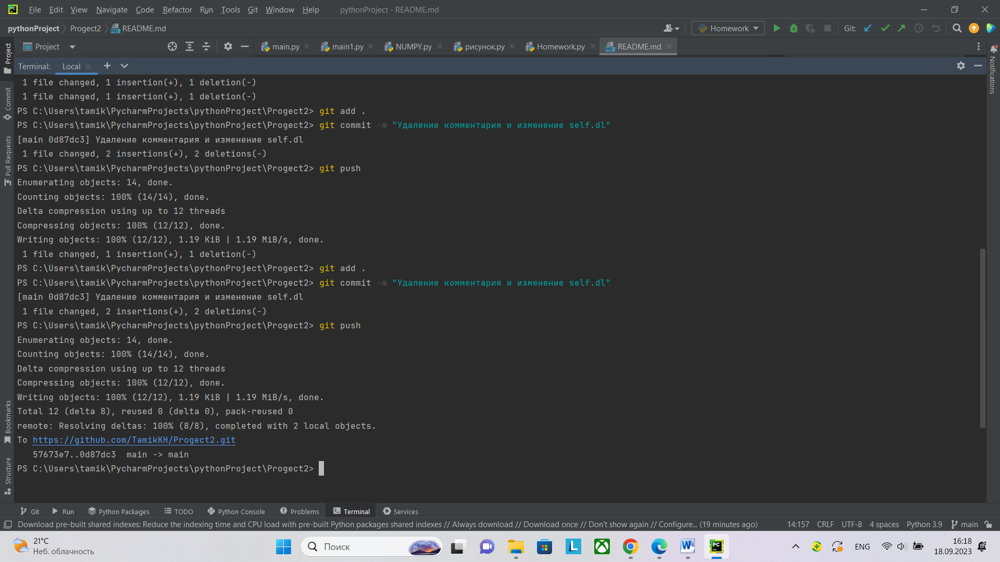 File Edit View Navigate Code Refactor Run Tools Git Window Help pythonProject - README.md
pythonProject Progect2 README.md Homework Git:
Project main.py main1.py NUMPY.py рисунок.py Homework.py README.md
Terminal: Local
1 file changed, 1 insertion(+), 1 deletion(-)
1 file changed, 1 insertion(+), 1 deletion(-)
PS C:\Users\tamik\PycharmProjects\pythonProject\Progect2> git add .
PS C:\Users\tamik\PycharmProjects\pythonProject\Progect2> git commit -m "Удаление комментария и изменение self.dl"
[main 0d87dc3] Удаление комментария и изменение self.dl
1 file changed, 2 insertions(+), 2 deletions(-)
PS C:\Users\tamik\PycharmProjects\pythonProject\Progect2> git push
Enumerating objects: 14, done.
Counting objects: 100% (14/14), done.
Delta compression using up to 12 threads
Compressing objects: 100% (12/12), done.
Writing objects: 100% (12/12), 1.19 KiB | 1.19 MiB/s, done.
1 file changed, 1 insertion(+), 1 deletion(-)
PS C:\Users\tamik\PycharmProjects\pythonProject\Progect2> git add .
PS C:\Users\tamik\PycharmProjects\pythonProject\Progect2> git commit -m "Удаление комментария и изменение self.dl"
[main 0d87dc3] Удаление комментария и изменение self.dl
1 file changed, 2 insertions(+), 2 deletions(-)
PS C:\Users\tamik\PycharmProjects\pythonProject\Progect2> git push
Enumerating objects: 14, done.
Counting objects: 100% (14/14), done.
Delta compression using up to 12 threads
Compressing objects: 100% (12/12), done.
Writing objects: 100% (12/12), 1.19 KiB | 1.19 MiB/s, done.
Total 12 (delta 8), reused 0 (delta 0), pack-reused 0
remote: Resolving deltas: 100% (8/8), completed with 2 local objects.
To https://github.com/TamikKH/Progect2.git
57673e7..0d87dc3 main -> main
PS C:\Users\tamik\PycharmProjects\pythonProject\Progect2>
Project
Commit
Pull Requests
Bookmarks
Structure
Notifications
Git Run Python Packages TODO Python Console Problems Terminal Services
Download pre-built shared indexes: Reduce the indexing time and CPU load with pre-built Python packages shared indexes // Always download // Download once // Don't show again // Configure... (19 minutes ago) 14:157 CRLF UTF-8 4 spaces Python 3.9 main
21°C
Неб. облачность
Поиск
ENG
16:18
18.09.2023